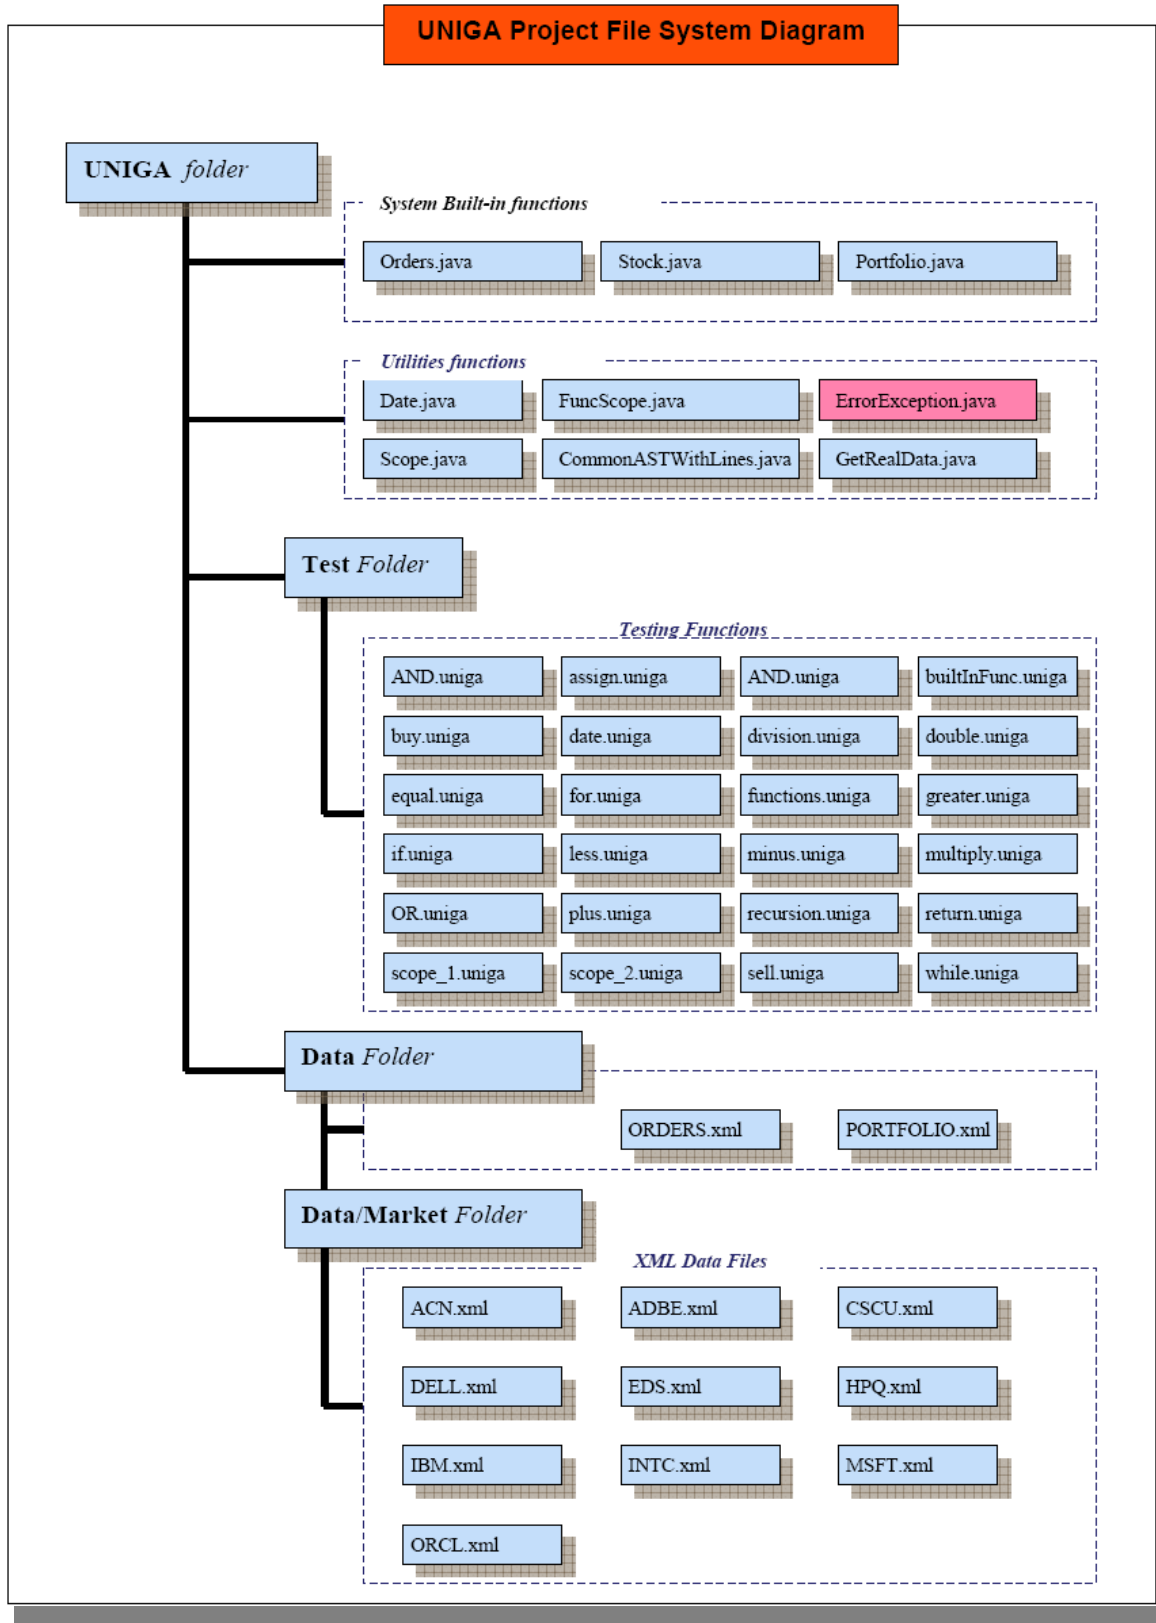 UNIGA Project File System Diagram
UNIGA folder
System Built-in functions
Orders.java Stock.java Portfolio.java
Utilities functions
Date.java FuncScope.java ErrorException.java
Scope.java CommonASTWithLines.java GetRealData.java
Test Folder
Testing Functions
AND.uniga assign.uniga AND.uniga builtInFunc.uniga
buy.uniga date.uniga division.uniga double.uniga
equal.uniga for.uniga functions.uniga greater.uniga
if.uniga less.uniga minus.uniga multiply.uniga
OR.uniga plus.uniga recursion.uniga return.uniga
scope_1.uniga scope_2.uniga sell.uniga while.uniga
Data Folder
ORDERS.xml PORTFOLIO.xml
Data/Market Folder
XML Data Files
ACN.xml ADBE.xml CSCU.xml
DELL.xml EDS.xml HPQ.xml
IBM.xml INTC.xml MSFT.xml
ORCL.xml